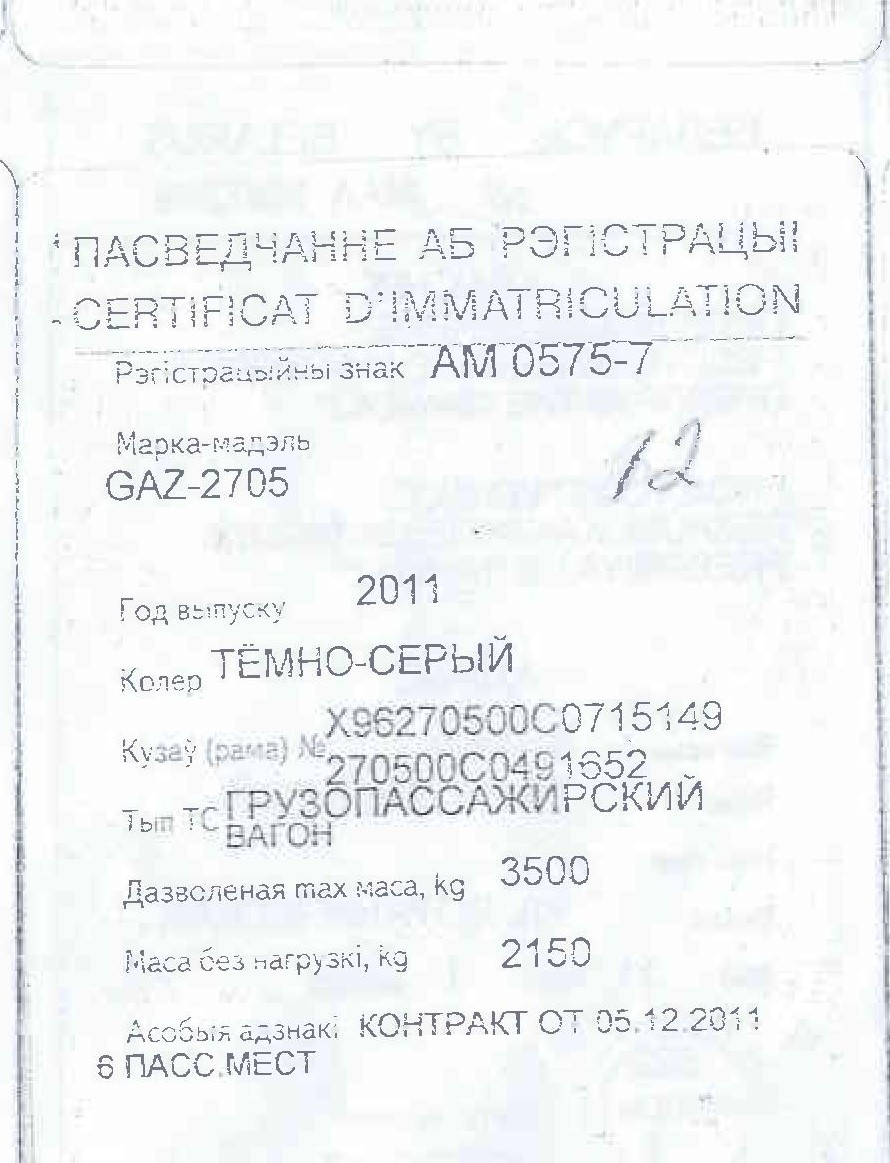 ПАСВЕДЧАННЕ АБ РЭГІСТРАЦЫІ
CERTIFICAT D'IMMATRICULATION
Рэгістрацыйны знак АМ 0575-7
Марка-мадэль
GAZ-2705
12
Год выпуску 2011
Колер ТЁМНО-СЕРЫЙ
Кузаў (рама) № X96270500C0715149
270500C0491652
Тып ТС ГРУЗОПАССАЖИРСКИЙ
ВАГОН
Дазволеная max маса, kg 3500
Маса без нагрузкі, kg 2150
Асобыя адзнакі КОНТРАКТ ОТ 05.12.2011
6 ПАСС.МЕСТ